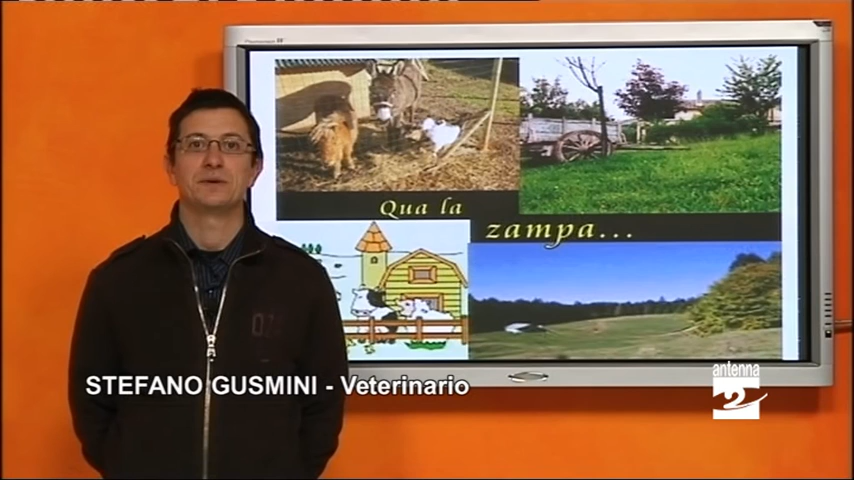 Qua la
zampa...
STEFANO GUSMINI - Veterinario
antenna
2